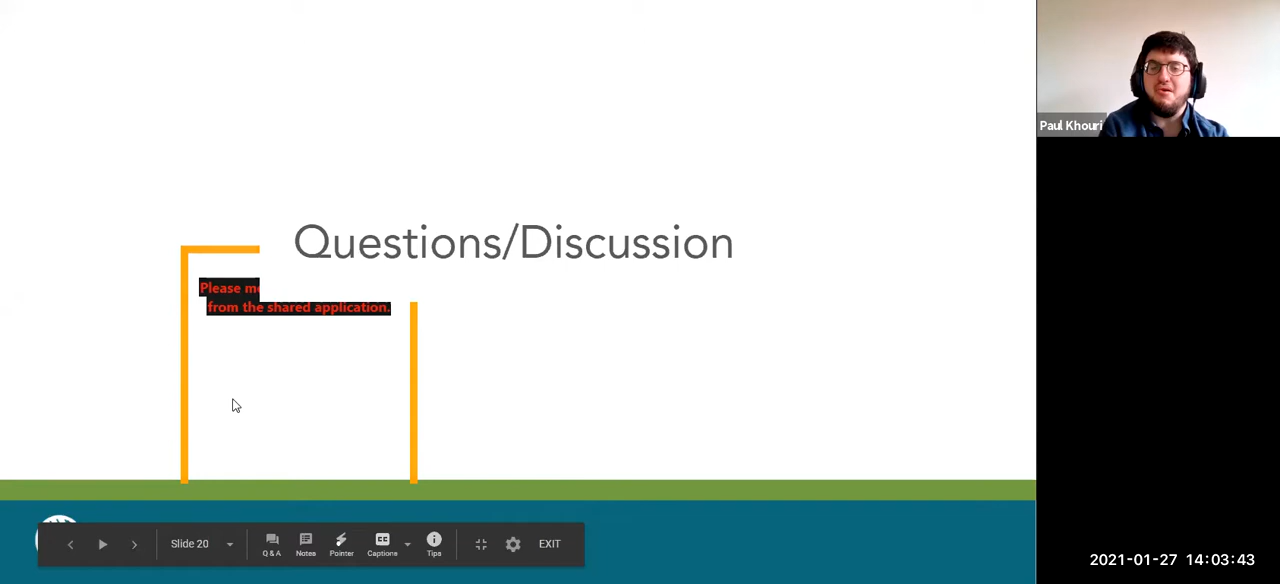 Paul Khouri
Questions/Discussion
Please
from the shared application.
Slide 20
Q & A
Notes
Pointer
Captions
Tips
EXIT
2021-01-27 14:03:43